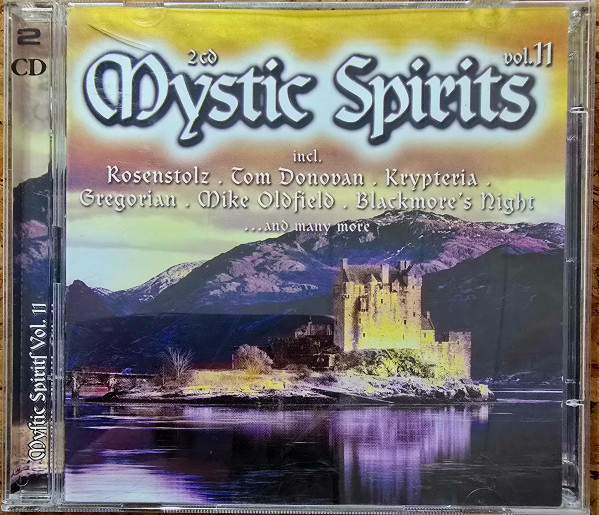 2
CD
2cd
vol.11
Mystic Spirits
incl.
Rosenstolz . Tom Donovan . Krypteria .
Gregorian . Mike Oldfield . Blackmore's Night
...and many more
Mystic Spirits Vol. 11